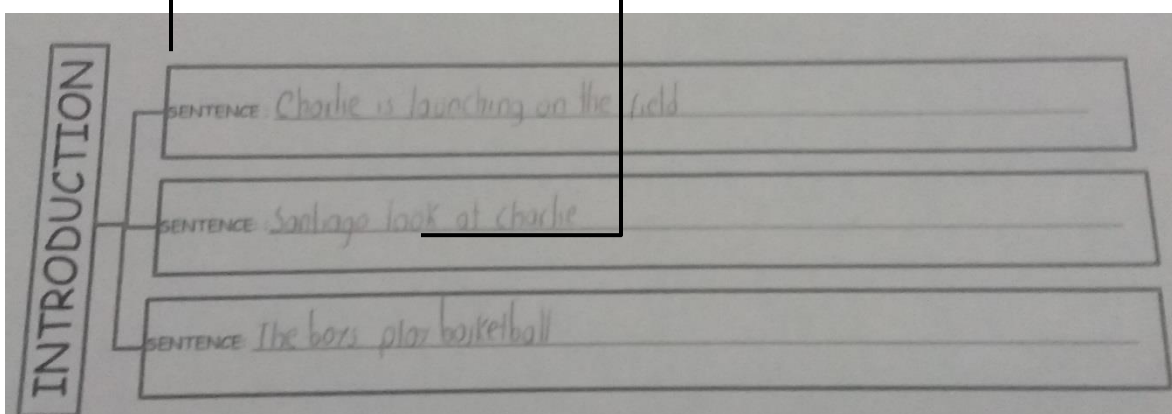 INTRODUCTION
SENTENCE: Charlie is launching on the field
SENTENCE: Santiago look at charlie
SENTENCE: The boys play basketball